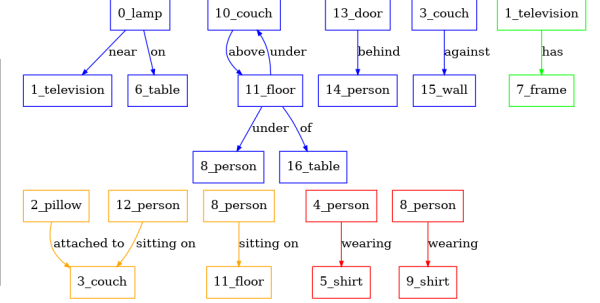 0_lamp 10_couch 13_door 3_couch 1_television
near on above under behind against has
1_television 6_table 11_floor 14_person 15_wall 7_frame
under of
8_person 16_table
2_pillow 12_person 8_person 4_person 8_person
attached to sitting on sitting on wearing wearing
3_couch 11_floor 5_shirt 9_shirt